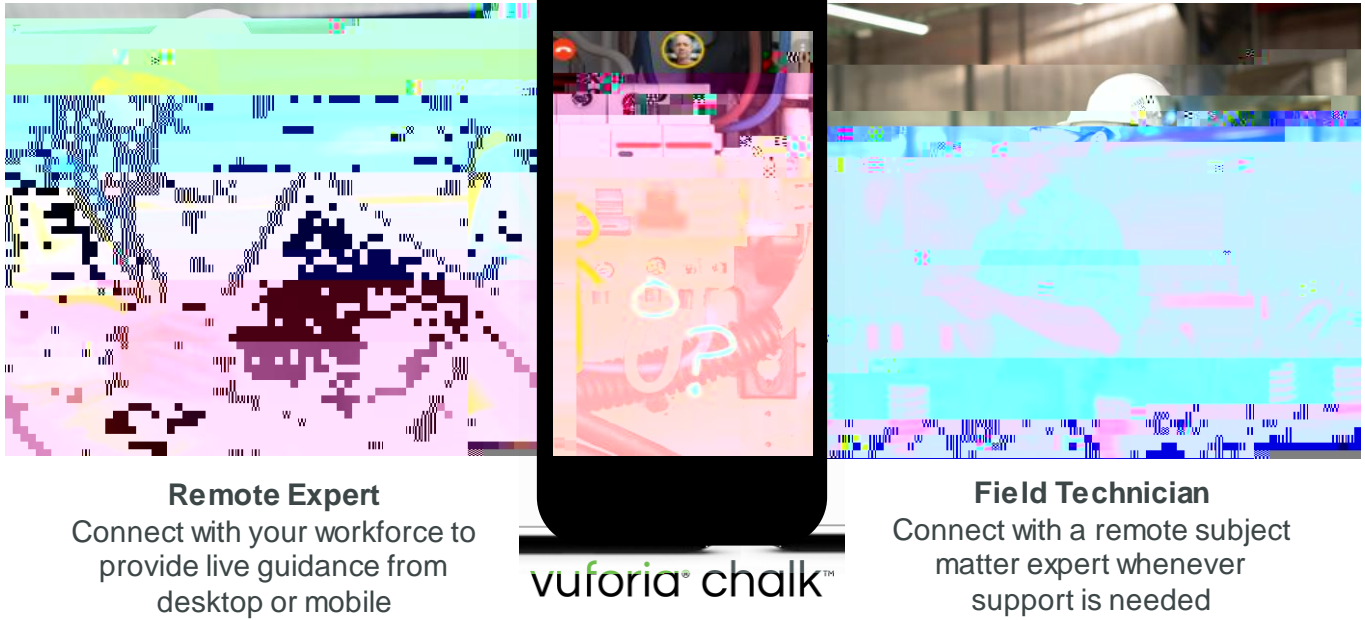 Remote Expert
Connect with your workforce to
provide live guidance from
desktop or mobile
?
vuforia® chalk™
Field Technician
Connect with a remote subject
matter expert whenever
support is needed